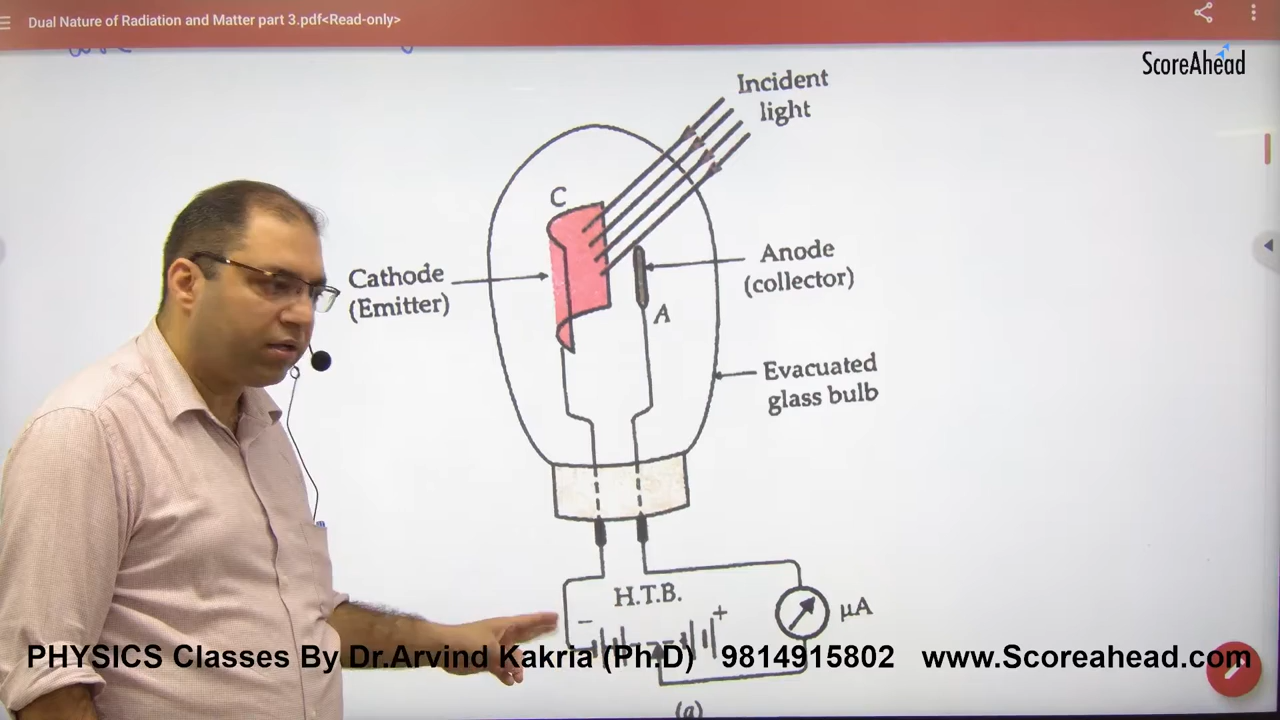 Dual Nature of Radiation and Matter part 3.pdf<Read-only>
ScoreAhead
Incident
light
C
Cathode
(Emitter)
Anode
(collector)
A
Evacuated
glass bulb
H.T.B.
−
+
μA
PHYSICS Classes By Dr.Arvind Kakria (Ph.D) 9814915802 www.Scoreahead.com
(a)